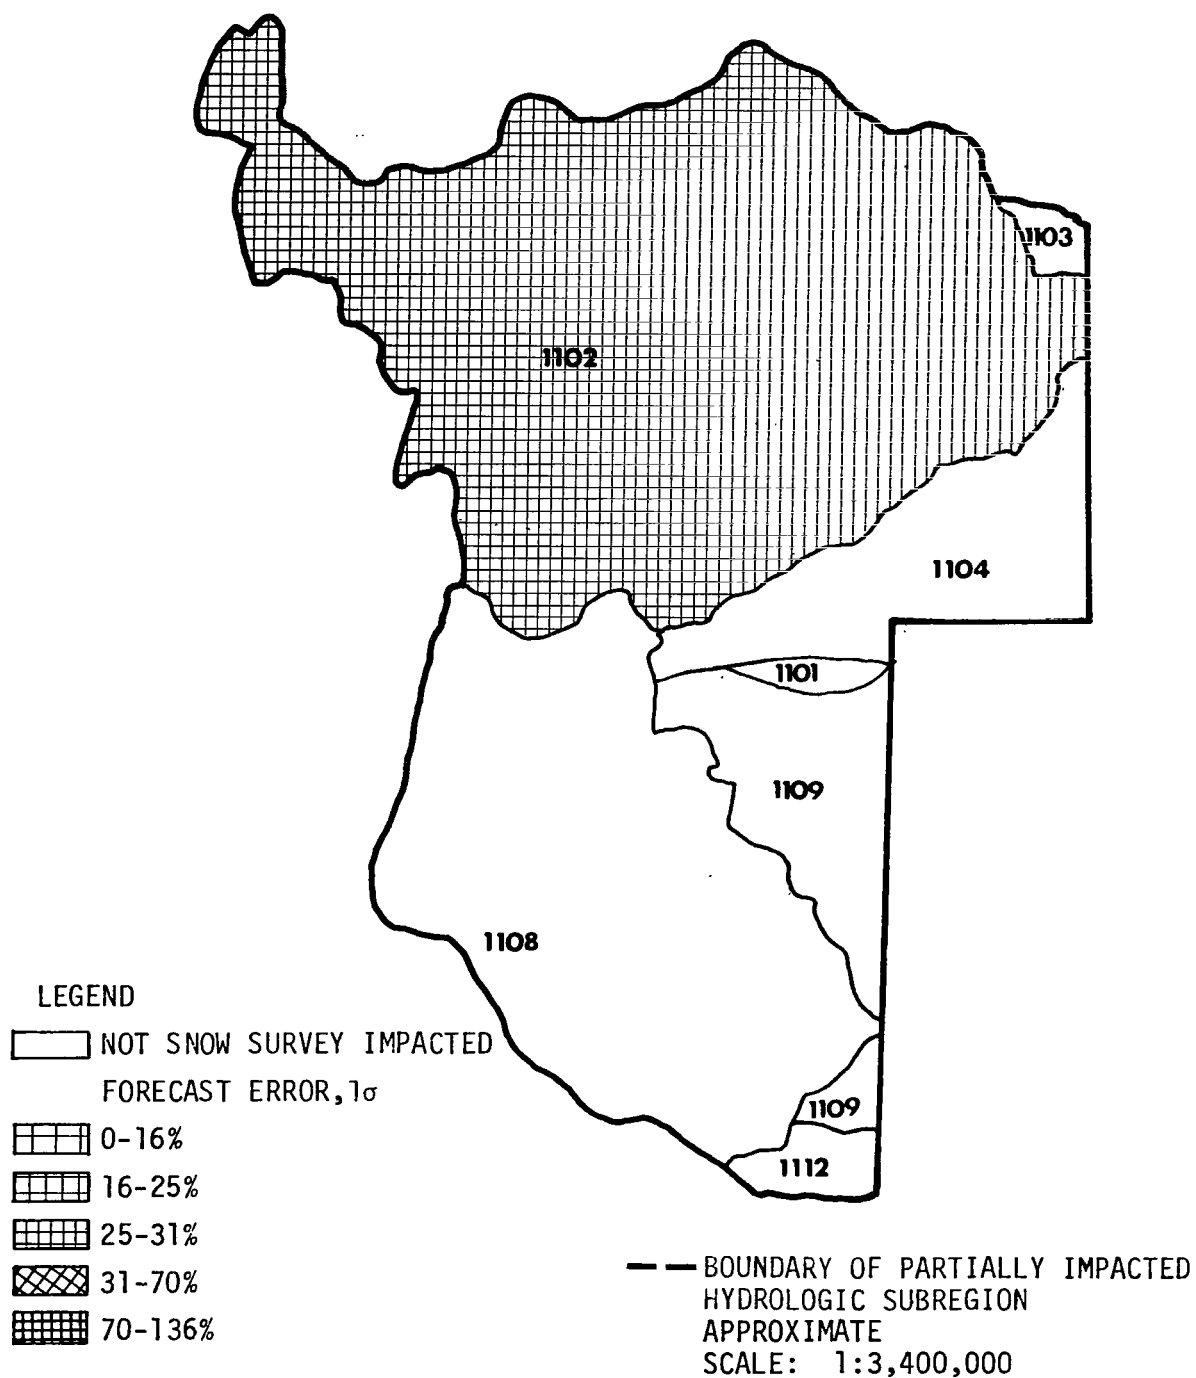 1103
1102
1104
1101
1109
1108
1109
1112
LEGEND
NOT SNOW SURVEY IMPACTED
FORECAST ERROR, 1σ
0-16%
16-25%
25-31%
31-70%
70-136%
BOUNDARY OF PARTIALLY IMPACTED
HYDROLOGIC SUBREGION
APPROXIMATE
SCALE: 1:3,400,000